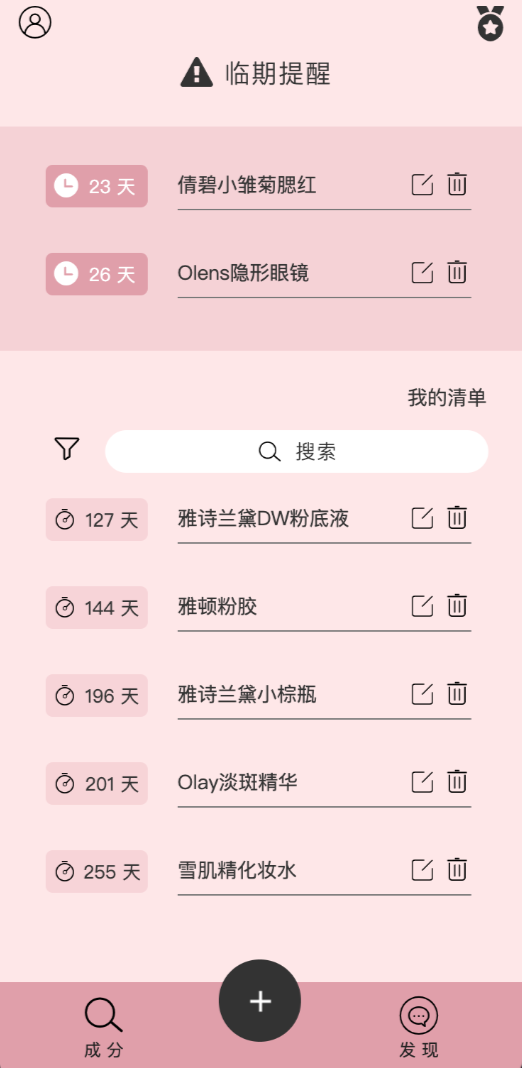 临期提醒
23 天 倩碧小雏菊腮红
26 天 Olens隐形眼镜
我的清单
搜索
127 天 雅诗兰黛DW粉底液
144 天 雅顿粉胶
196 天 雅诗兰黛小棕瓶
201 天 Olay淡斑精华
255 天 雪肌精化妆水
成分
发现